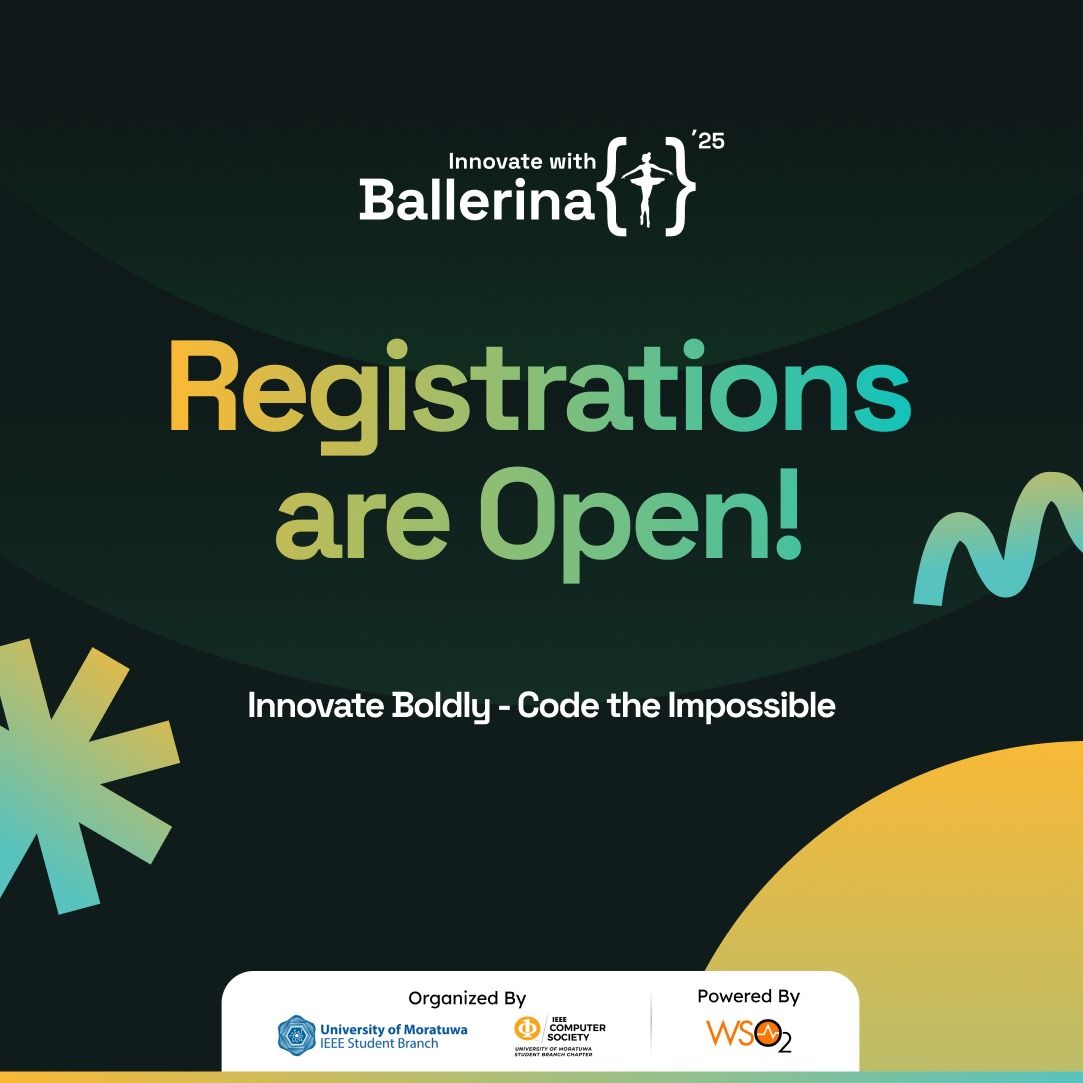 Innovate with
Ballerina
'25
Registrations
are Open!
Innovate Boldly - Code the Impossible
Organized By
University of Moratuwa
IEEE Student Branch
IEEE
COMPUTER
SOCIETY
UNIVERSITY OF MORATUWA
STUDENT BRANCH CHAPTER
Powered By
WSO2